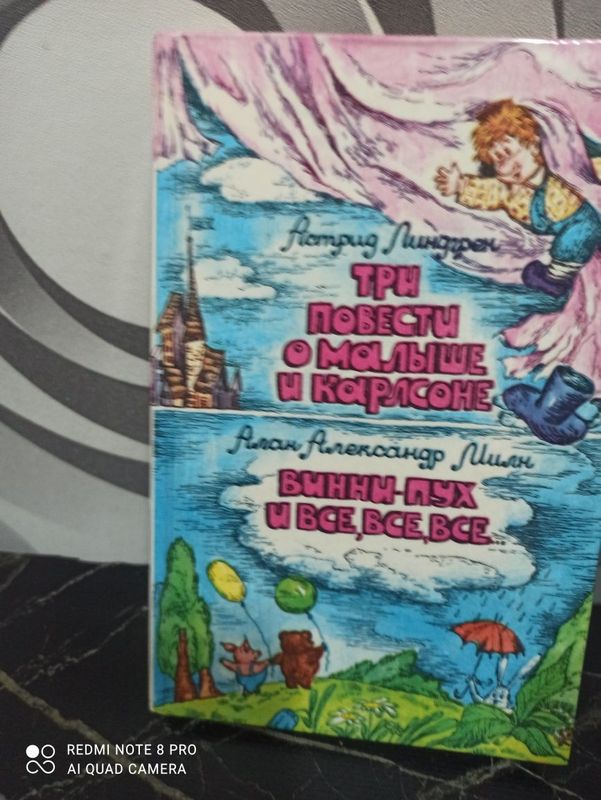 Астрид Линдгрен
ТРИ
ПОВЕСТИ
О МАЛЫШЕ
И КАРЛСОНЕ
Алан Александр Милн
ВИННИ-ПУХ
И ВСЕ, ВСЕ, ВСЕ...
REDMI NOTE 8 PRO
AI QUAD CAMERA